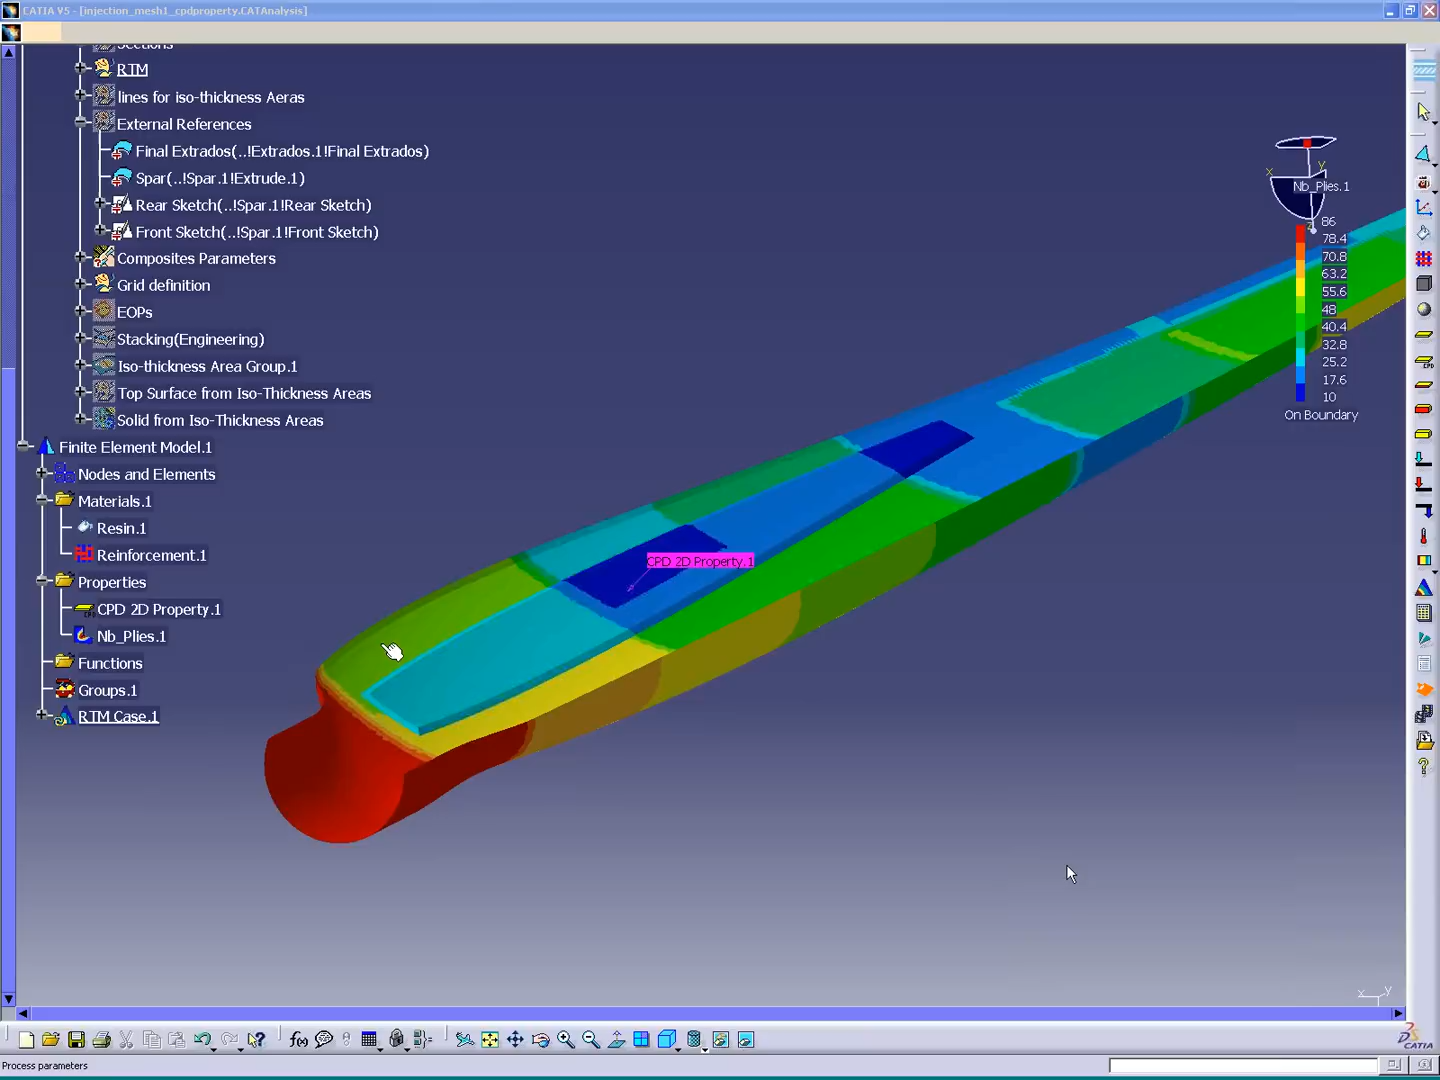 CATIA V5 - [injection_mesh1_cpdproperty.CATAnalysis]
Sections
RTM
lines for iso-thickness Aeras
External References
Final Extrados(..!Extrados.1!Final Extrados)
Spar(..!Spar.1!Extrude.1)
Rear Sketch(..!Spar.1!Rear Sketch)
Front Sketch(..!Spar.1!Front Sketch)
Composites Parameters
Grid definition
EOPs
Stacking(Engineering)
Iso-thickness Area Group.1
Top Surface from Iso-Thickness Areas
Solid from Iso-Thickness Areas
Finite Element Model.1
Nodes and Elements
Materials.1
Resin.1
Reinforcement.1
Properties
CPD 2D Property.1
Nb_Plies.1
Functions
Groups.1
RTM Case.1
CPD 2D Property.1
x
y
Nb_Plies.1
86
78.4
70.8
63.2
55.6
48
40.4
32.8
25.2
17.6
10
On Boundary
x
y
f(x)
CATIA
Process parameters